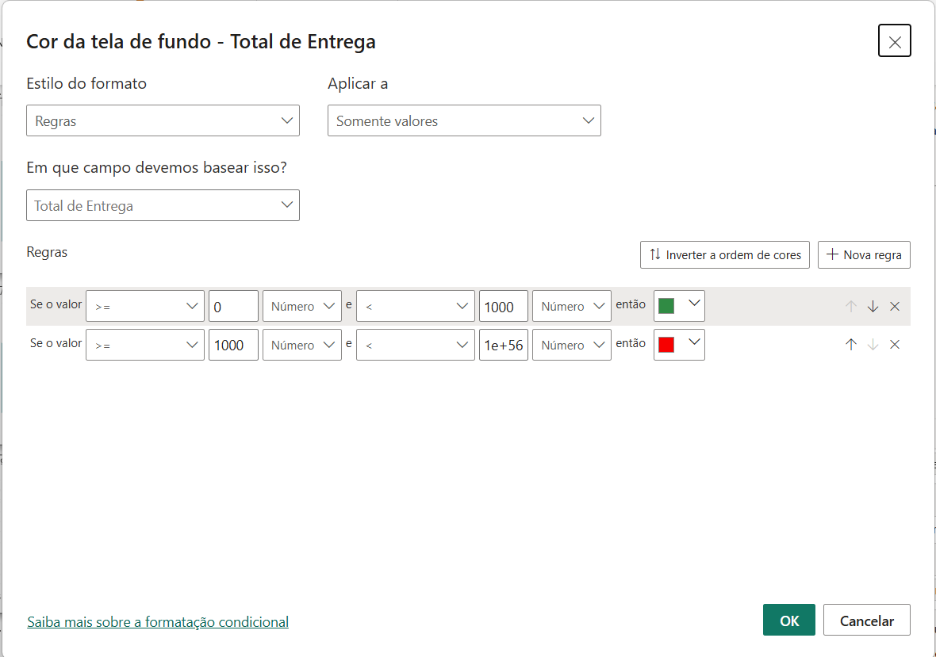 Cor da tela de fundo - Total de Entrega
Estilo do formato Aplicar a
Regras Somente valores
Em que campo devemos basear isso?
Total de Entrega
Regras Inverter a ordem de cores Nova regra
Se o valor >= 0 Número e < 1000 Número então
Se o valor >= 1000 Número e < 1e+56 Número então
Saiba mais sobre a formatação condicional OK Cancelar